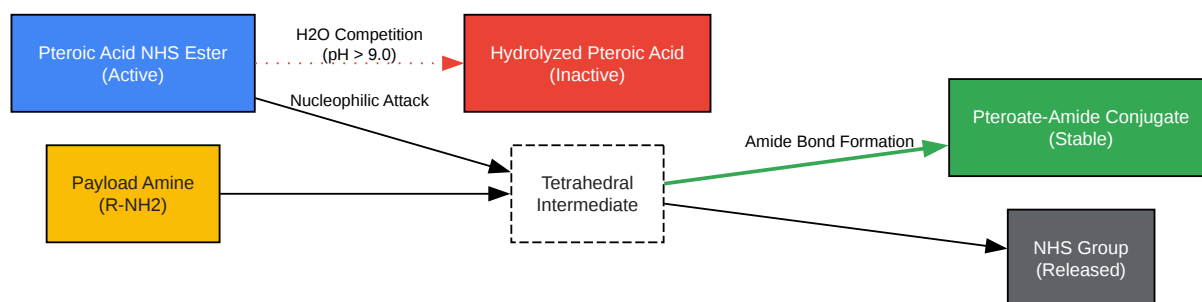 Pteroic Acid NHS Ester
(Active)
H2O Competition
(pH > 9.0)
Hydrolyzed Pteroic Acid
(Inactive)
Nucleophilic Attack
Payload Amine
(R-NH2)
Tetrahedral
Intermediate
Amide Bond Formation
Pteroate-Amide Conjugate
(Stable)
NHS Group
(Released)